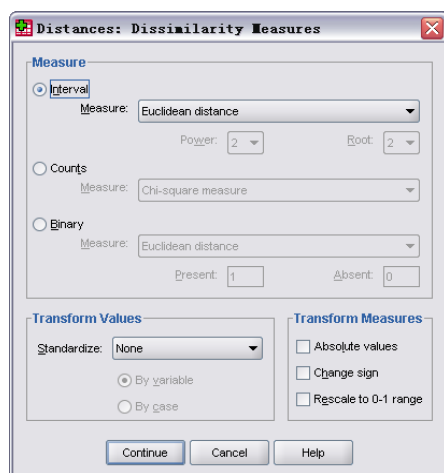 Distances: Dissimilarity Measures
Measure
Interval
Measure: Euclidean distance
Power: 2 Root: 2
Counts
Measure: Chi-square measure
Binary
Measure: Euclidean distance
Present: 1 Absent: 0
Transform Values
Standardize: None
By variable
By case
Transform Measures
Absolute values
Change sign
Rescale to 0-1 range
Continue Cancel Help